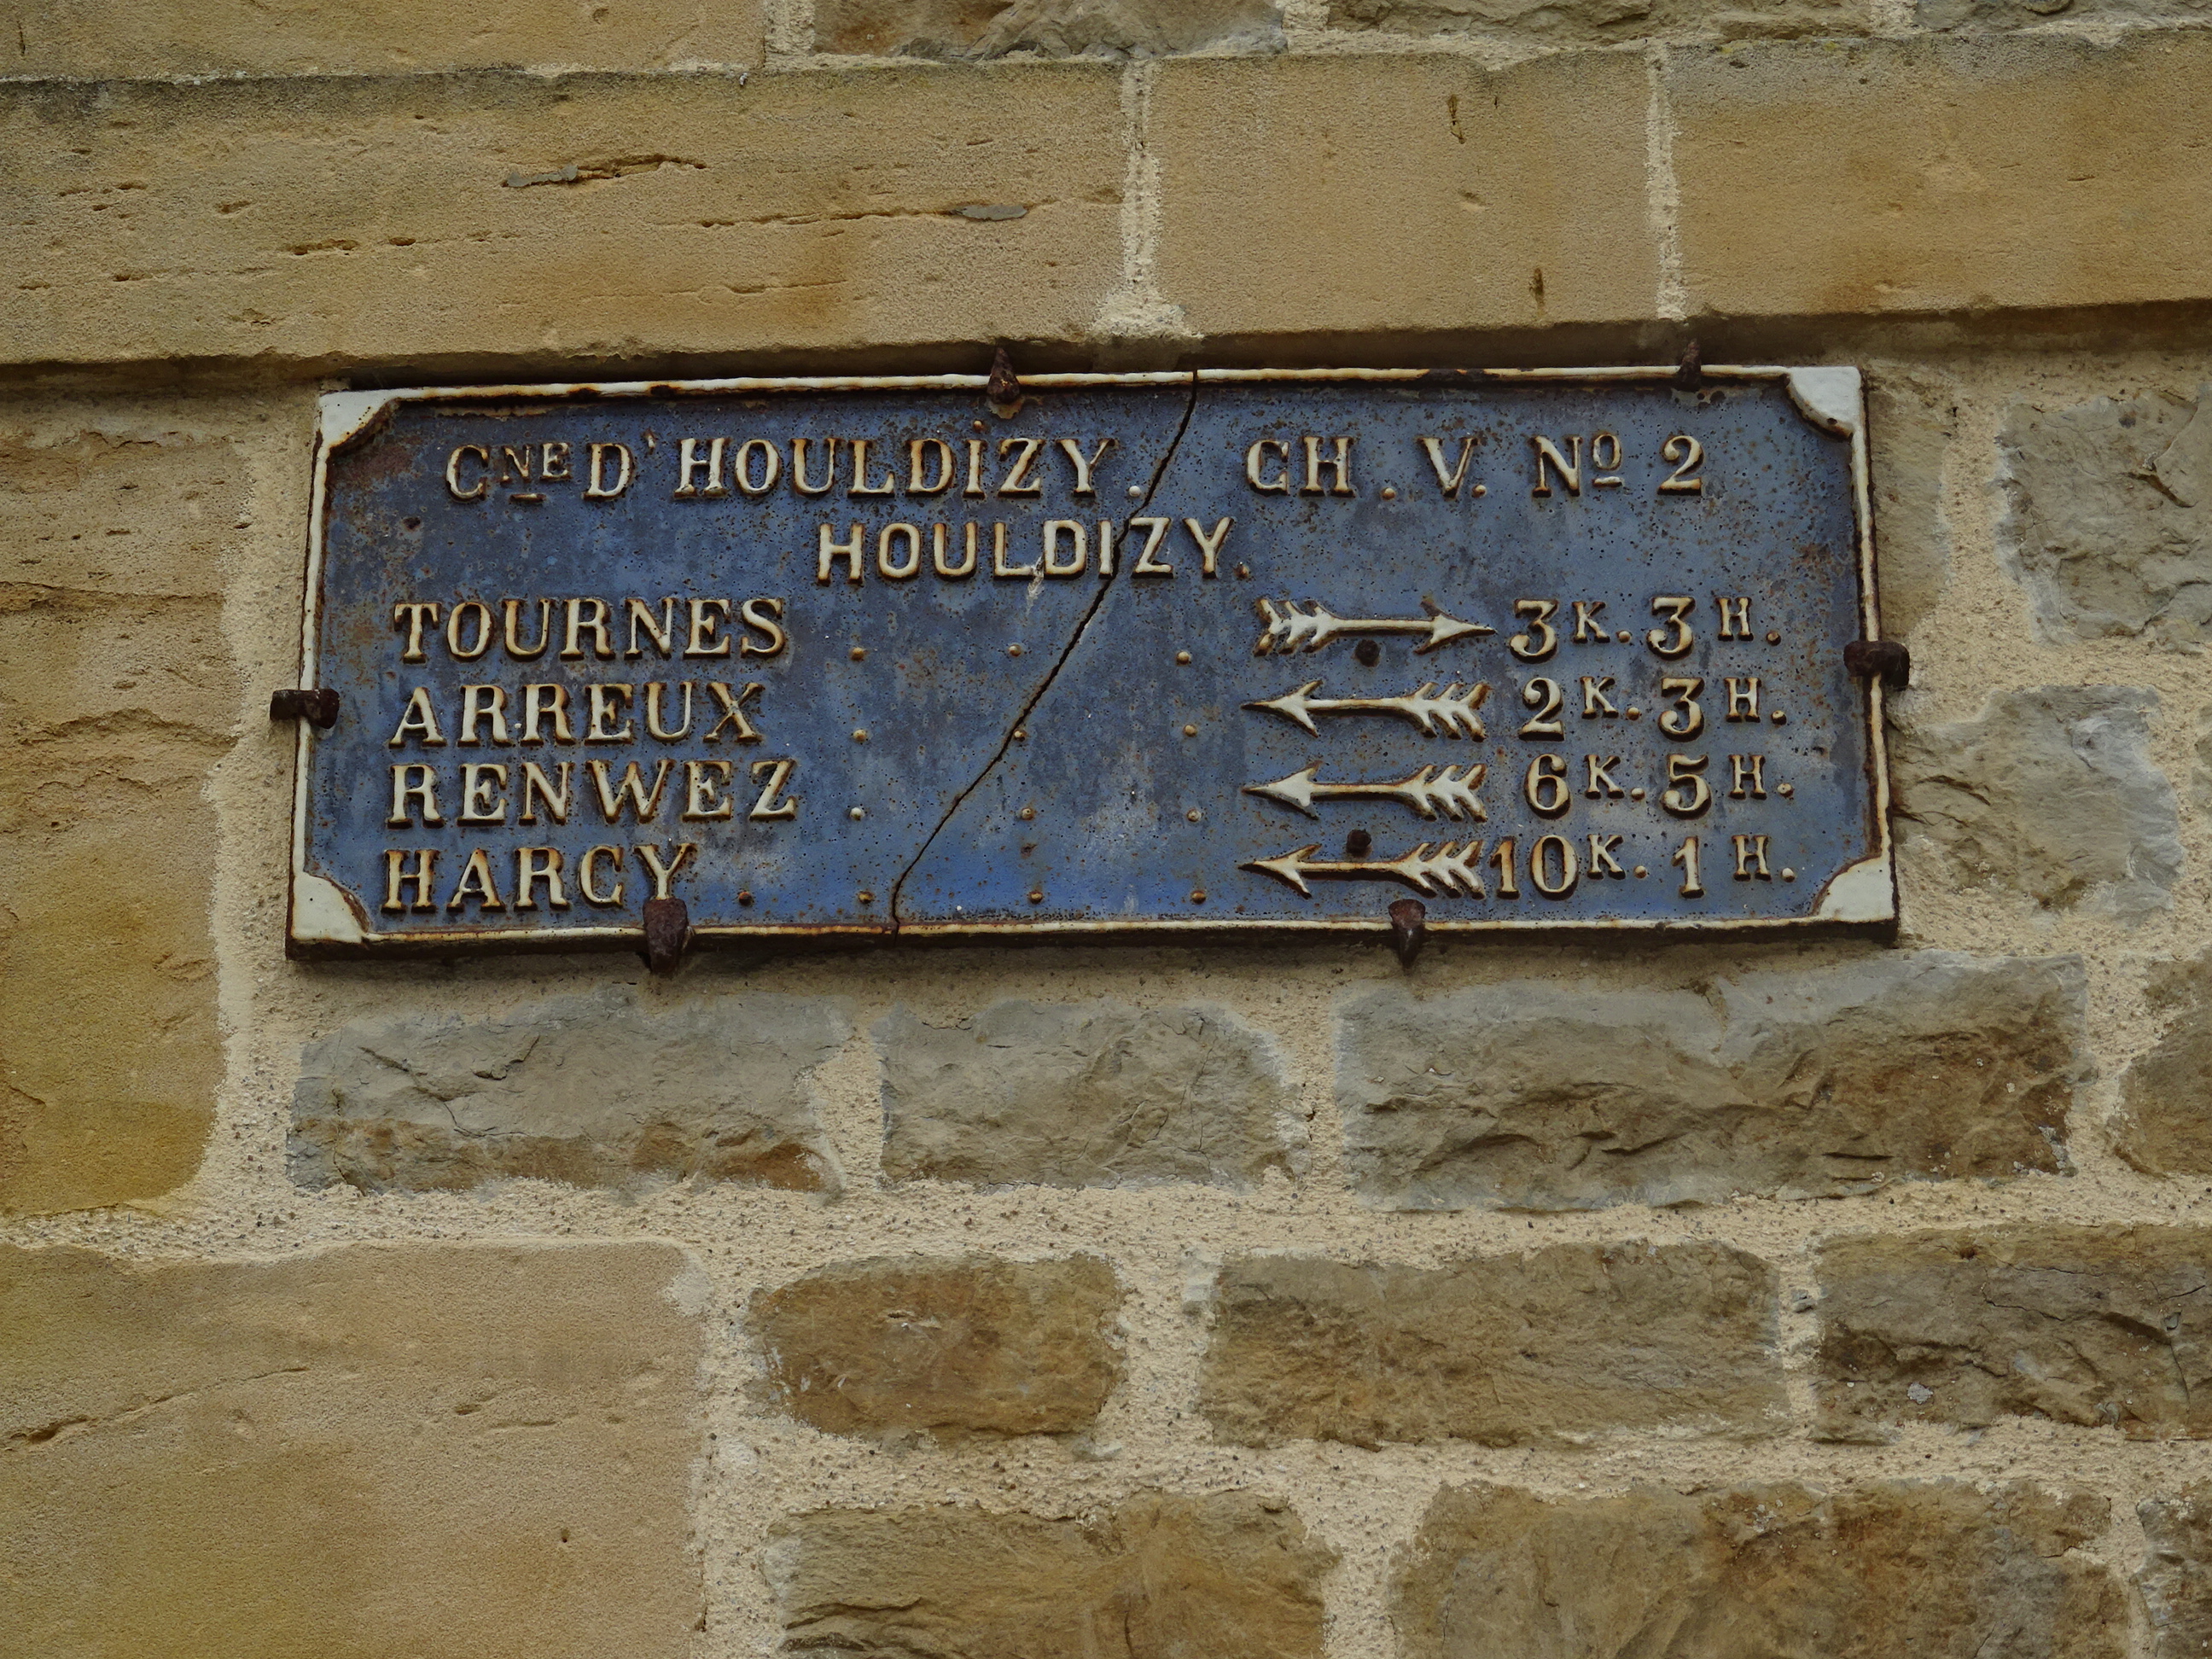 CNE D'HOULDIZY. CH. V. No 2
HOULDIZY.
TOURNES . . . 3K. 3H.
ARREUX . . . 2K. 3H.
RENWEZ . . . 6K. 5H.
HARCY . . . . 10K. 1H.